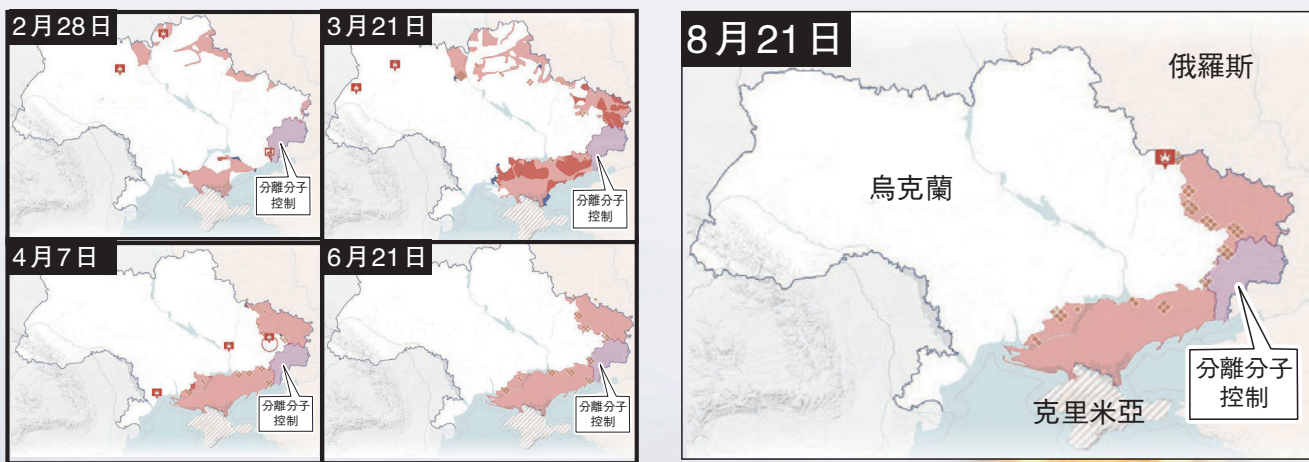 2月28日
分離分子
控制
3月21日
分離分子
控制
4月7日
分離分子
控制
6月21日
分離分子
控制
8月21日
俄羅斯
烏克蘭
分離分子
控制
克里米亞